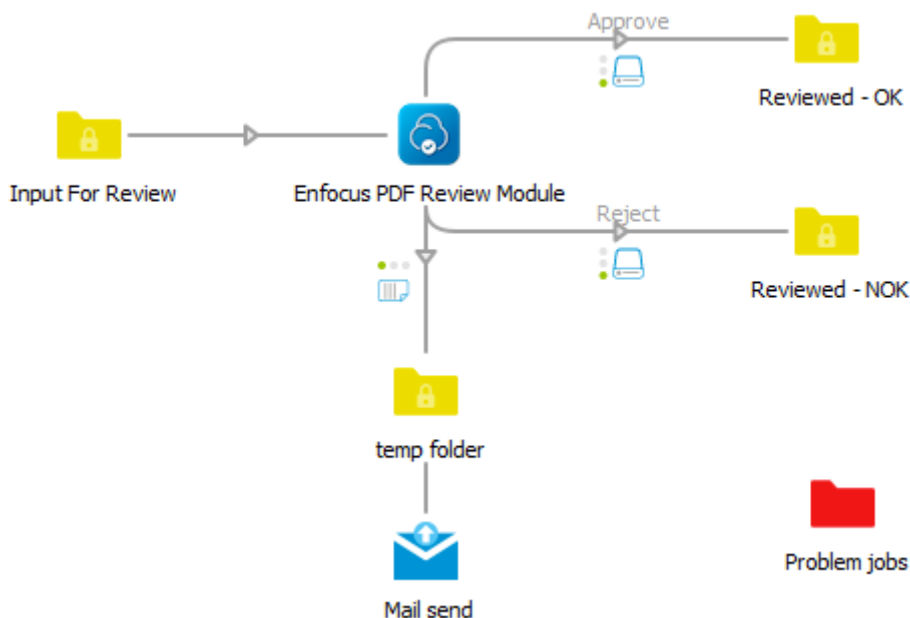 Approve
Reviewed - OK
Input For Review
Enfocus PDF Review Module
Reject
Reviewed - NOK
temp folder
Problem jobs
Mail send